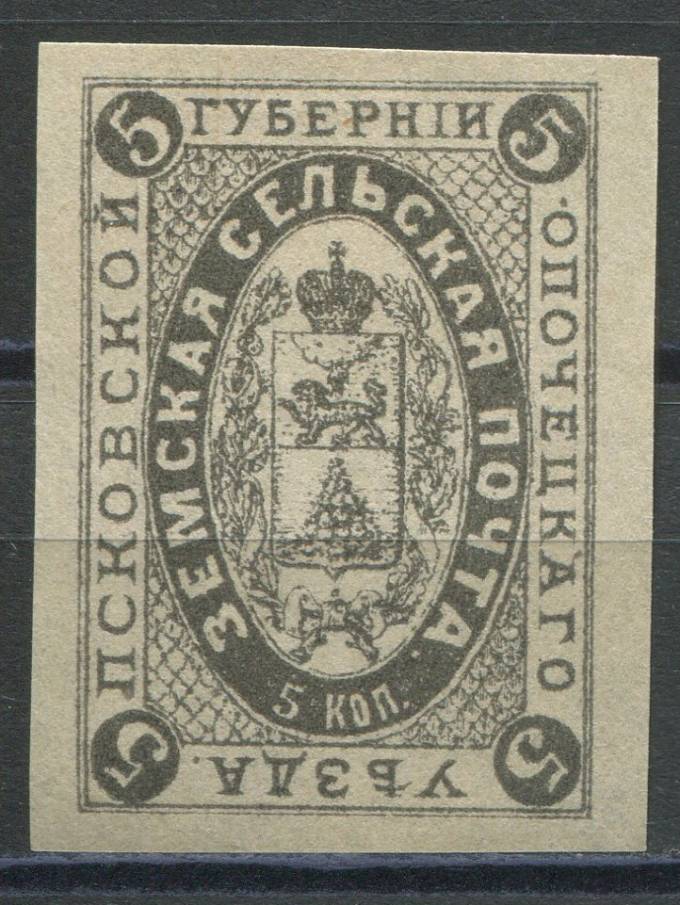 5 ГУБЕРНІИ 5
ПСКОВСКОЙ
·ОПОЧЕЦКАГО
ЗЕМСКАЯ СЕЛЬСКАЯ ПОЧТА.
5 КОП.
5 УѢЗДА. 5